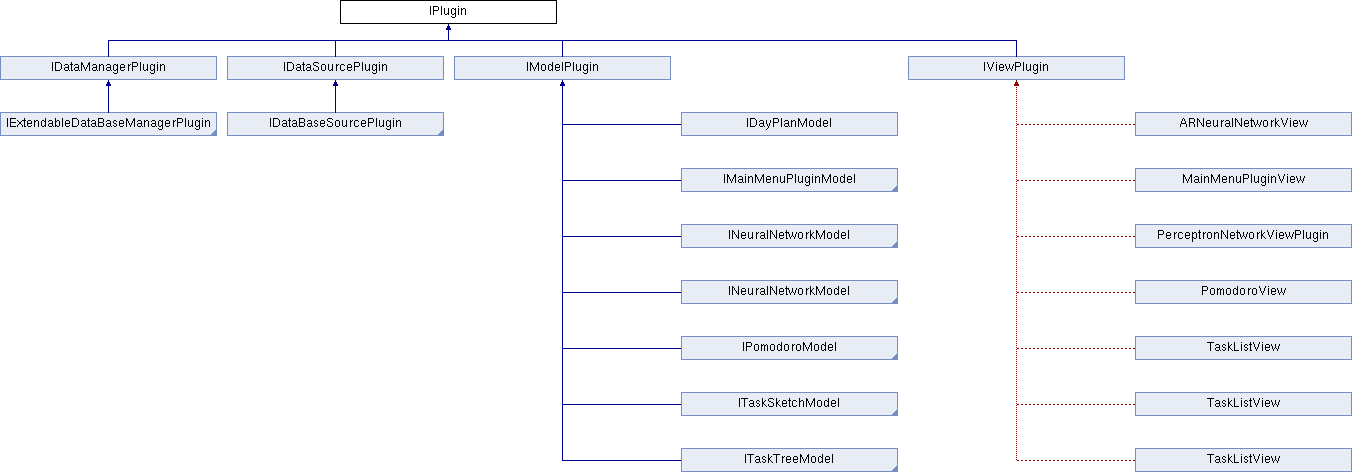 IPlugin
IDataManagerPlugin
IDataSourcePlugin
IModelPlugin
IViewPlugin
IExtendableDataBaseManagerPlugin
IDataBaseSourcePlugin
IDayPlanModel
ARNeuralNetworkView
IMainMenuPluginModel
MainMenuPluginView
INeuralNetworkModel
PerceptronNetworkViewPlugin
INeuralNetworkModel
PomodoroView
IPomodoroModel
TaskListView
ITaskSketchModel
TaskListView
ITaskTreeModel
TaskListView